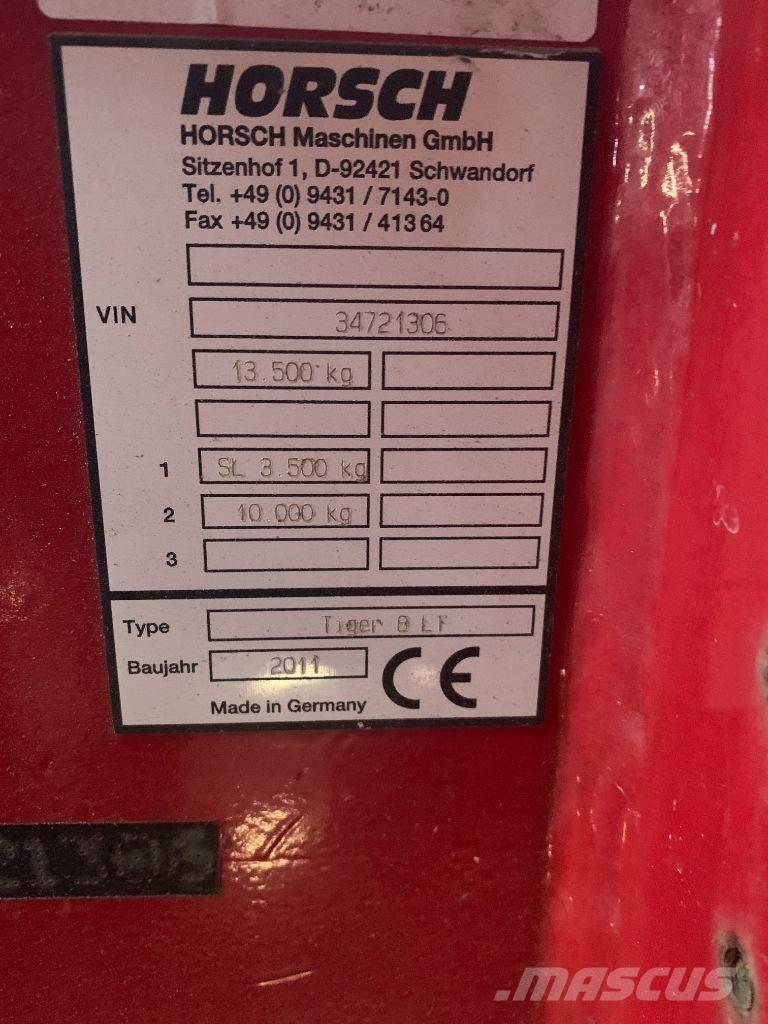 HORSCH
HORSCH Maschinen GmbH
Sitzenhof 1, D-92421 Schwandorf
Tel. +49 (0) 9431 / 7143-0
Fax +49 (0) 9431 / 413 64
VIN 34721306
13.500 kg
1 SL 3.500 kg
2 10.000 kg
3
Type Tiger 8 LT
Baujahr 2011 CE
Made in Germany
21306
.MASCUS